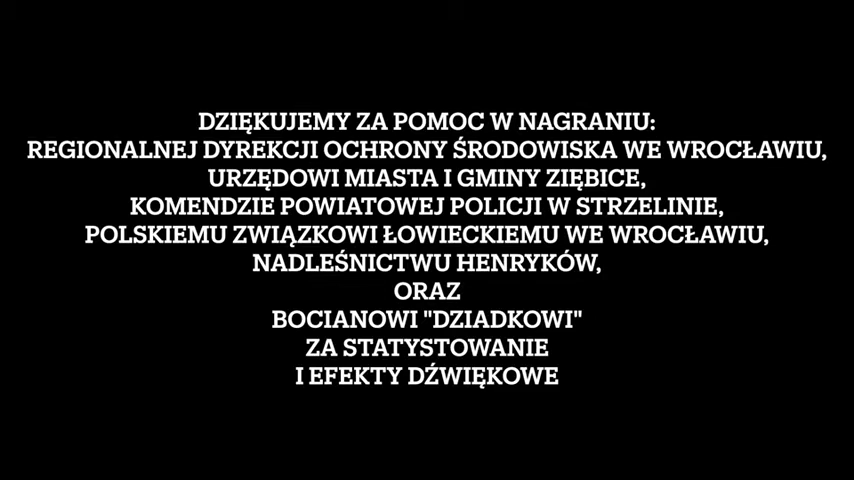 DZIĘKUJEMY ZA POMOC W NAGRANIU:
REGIONALNEJ DYREKCJI OCHRONY ŚRODOWISKA WE WROCŁAWIU,
URZĘDOWI MIASTA I GMINY ZIĘBICE,
KOMENDZIE POWIATOWEJ POLICJI W STRZELINIE,
POLSKIEMU ZWIĄZKOWI ŁOWIECKIEMU WE WROCŁAWIU,
NADLEŚNICTWU HENRYKÓW,
ORAZ
BOCIANOWI "DZIADKOWI"
ZA STATYSTOWANIE
I EFEKTY DŹWIĘKOWE